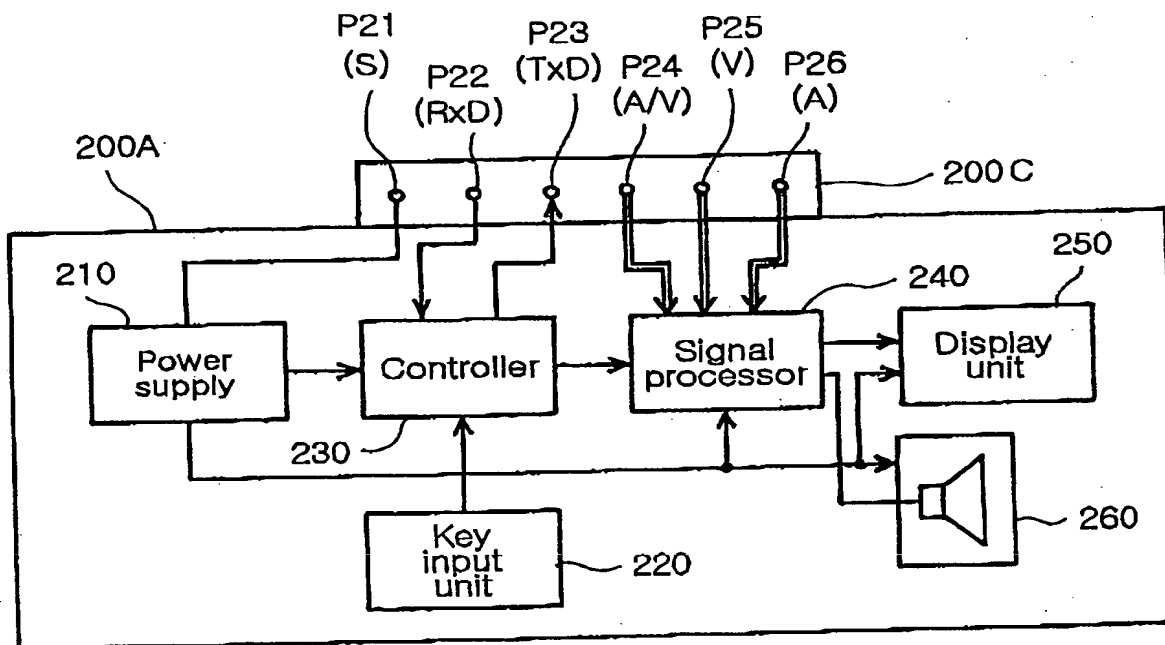 P21
(S)
P22
(RxD)
P23
(TxD)
P24
(A/V)
P25
(V)
P26
(A)
200A
200C
210
Power
supply
Controller
230
Signal
processor
240
250
Display
unit
Key
input
unit
220
260